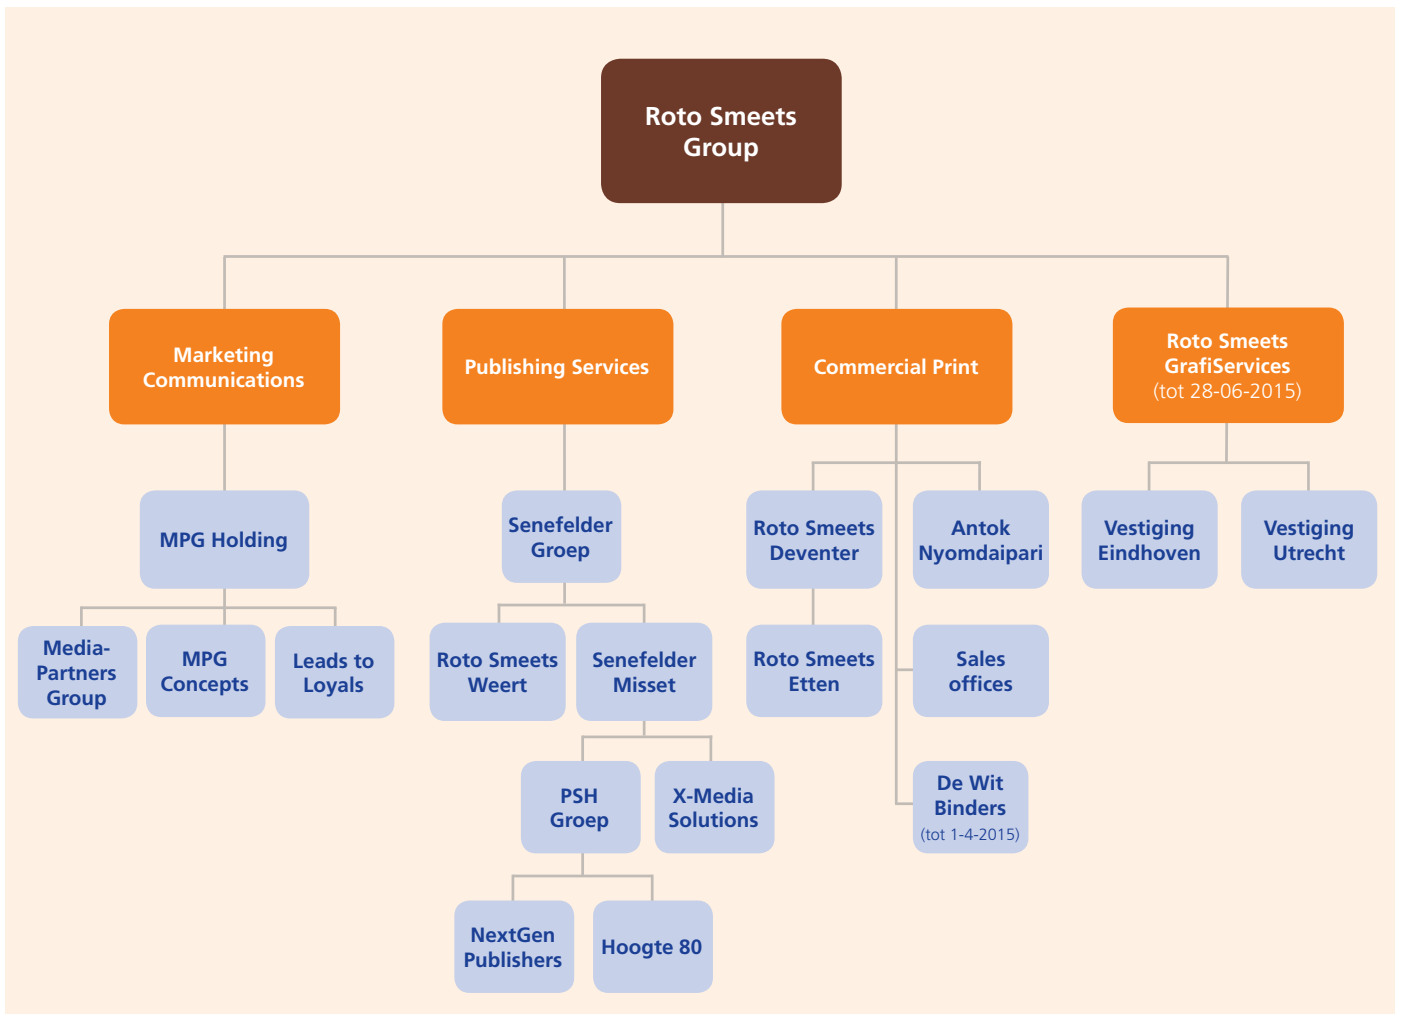 Roto Smeets
Group
Marketing
Communications
Publishing Services
Commercial Print
Roto Smeets
GrafiServices
(tot 28-06-2015)
MPG Holding
Senefelder
Groep
Roto Smeets
Deventer
Antok
Nyomdaipari
Vestiging
Eindhoven
Vestiging
Utrecht
Media-
Partners
Group
MPG
Concepts
Leads to
Loyals
Roto Smeets
Weert
Senefelder
Misset
Roto Smeets
Etten
Sales
offices
PSH
Groep
X-Media
Solutions
De Wit
Binders
(tot 1-4-2015)
NextGen
Publishers
Hoogte 80